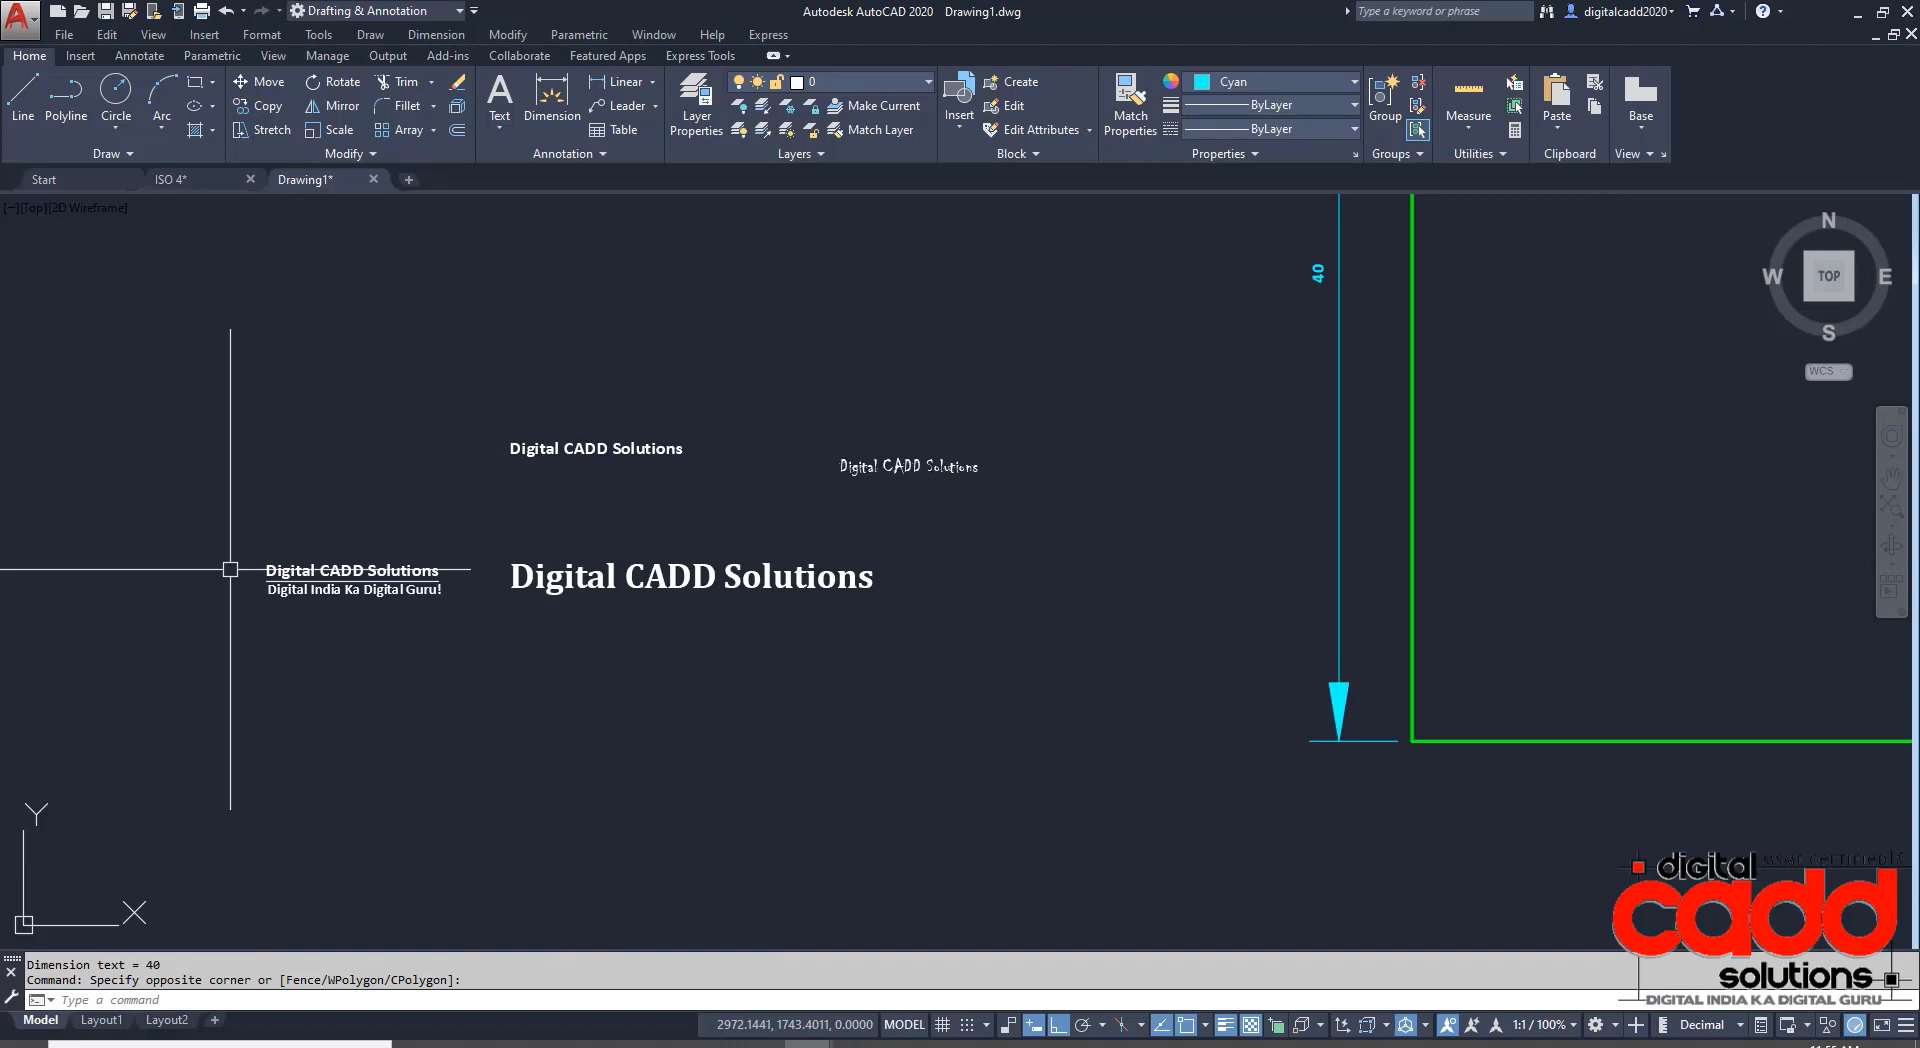 Drafting & Annotation
Autodesk AutoCAD 2020 Drawing1.dwg
Type a keyword or phrase
digitalcadd2020
File Edit View Insert Format Tools Draw Dimension Modify Parametric Window Help Express
Home Insert Annotate Parametric View Manage Output Add-ins Collaborate Featured Apps Express Tools
Line Polyline Circle Arc
Move Rotate Trim
Copy Mirror Fillet
Stretch Scale Array
Text Dimension
Linear
Leader
Table
Layer Properties
0
Make Current
Match Layer
Insert
Create
Edit
Edit Attributes
Match Properties
Cyan
ByLayer
ByLayer
Group
Measure
Paste
Base
Draw Modify Annotation Layers Block Properties Groups Utilities Clipboard View
Start ISO 4* Drawing1*
[−][Top][2D Wireframe]
N
W TOP E
S
WCS
40
Digital CADD Solutions
Digital CADD Solutions
Digital CADD Solutions
Digital India Ka Digital Guru!
Digital CADD Solutions
Y
X
digital
cadd
solutions
DIGITAL INDIA KA DIGITAL GURU
Dimension text = 40
Command: Specify opposite corner or [Fence/WPolygon/CPolygon]:
Type a command
Model Layout1 Layout2
2972.1441, 1743.4011, 0.0000 MODEL
1:1 / 100%
Decimal